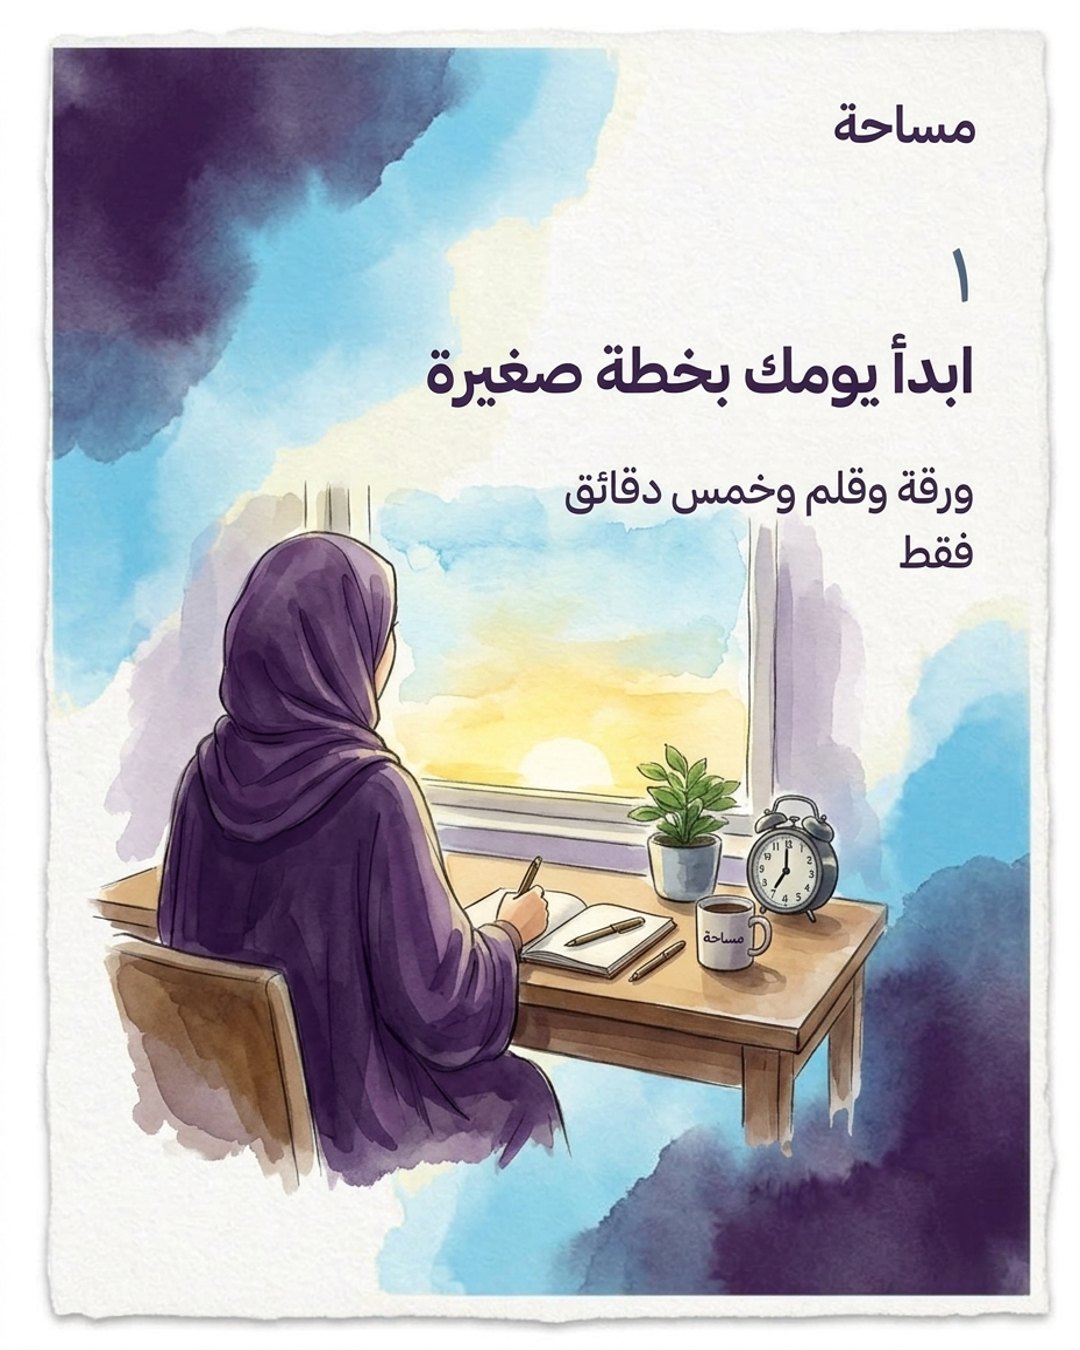 مساحة
١
ابدأ يومك بخطة صغيرة
ورقة وقلم وخمس دقائق
فقط
مساحة